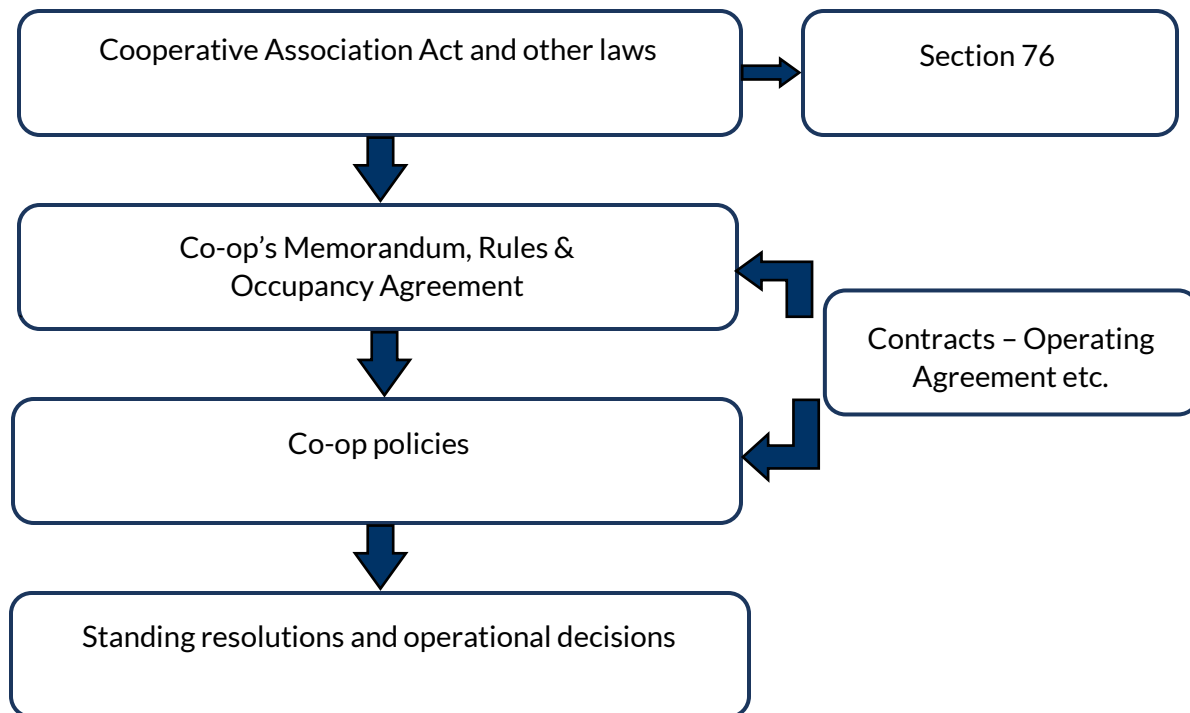 Cooperative Association Act and other laws
Section 76
Co-op’s Memorandum, Rules &
Occupancy Agreement
Contracts – Operating
Agreement etc.
Co-op policies
Standing resolutions and operational decisions